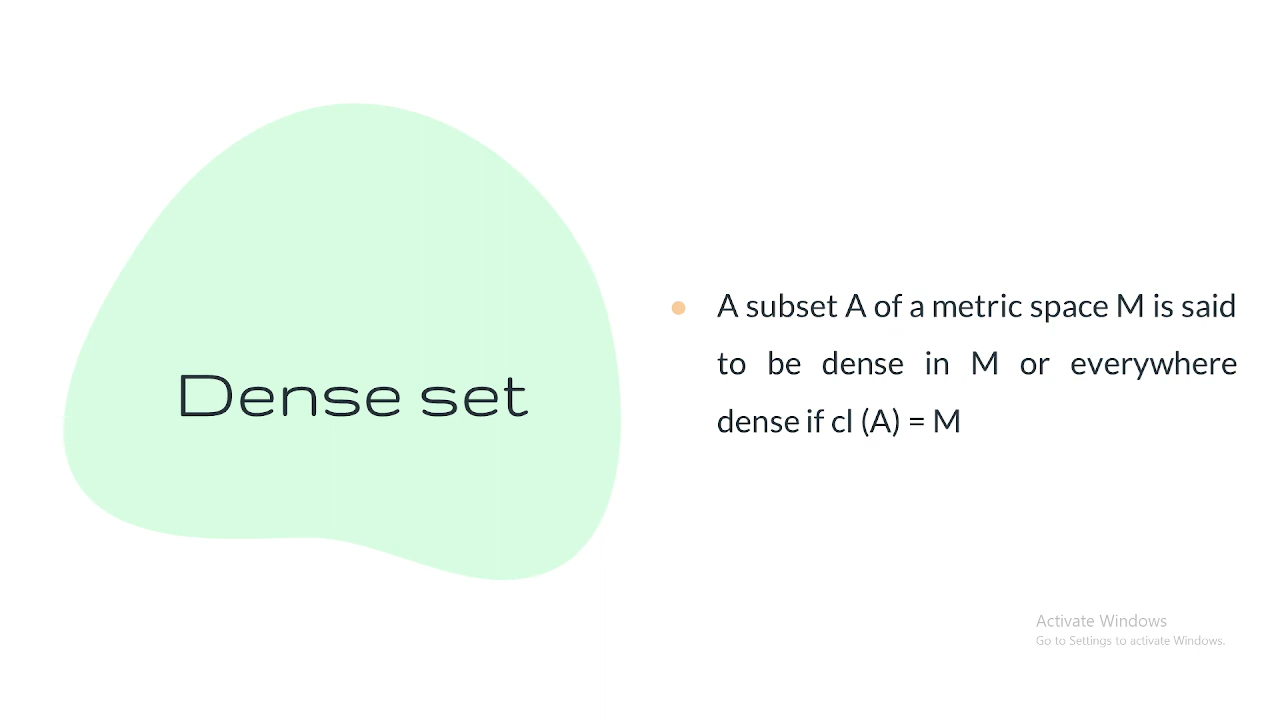 Dense set
A subset A of a metric space M is said
to be dense in M or everywhere
dense if cl (A) = M
Activate Windows
Go to Settings to activate Windows.